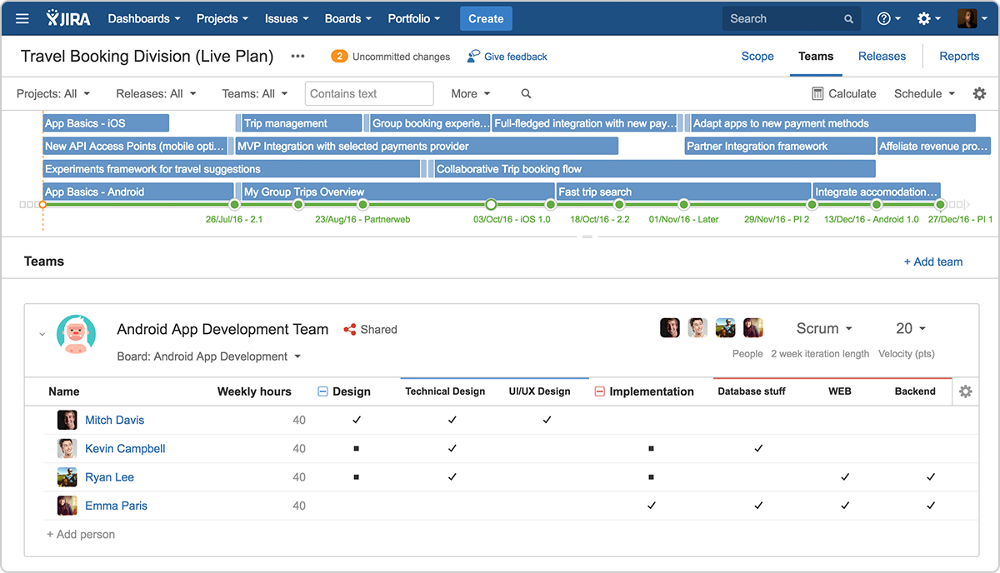 JIRA Dashboards Projects Issues Boards Portfolio Create Search
Travel Booking Division (Live Plan) ••• 2 Uncommitted changes Give feedback Scope Teams Releases Reports
Projects: All Releases: All Teams: All Contains text More Calculate Schedule
App Basics - iOS Trip management Group booking experie... Full-fledged integration with new pay... Adapt apps to new payment methods
New API Access Points (mobile opti... MVP Integration with selected payments provider Partner Integration framework Affeliate revenue pro...
Experiments framework for travel suggestions Collaborative Trip booking flow
App Basics - Android My Group Trips Overview Fast trip search Integrate accomodation...
26/Jul/16 - 2.1 23/Aug/16 - Partnerweb 03/Oct/16 - iOS 1.0 18/Oct/16 - 2.2 01/Nov/16 - Later 29/Nov/16 - PI 2 13/Dec/16 - Android 1.0 27/Dec/16 - PI 1
Teams + Add team
Android App Development Team Shared Scrum 20
Board: Android App Development People 2 week iteration length Velocity (pts)
Name Weekly hours Design Technical Design UI/UX Design Implementation Database stuff WEB Backend
Mitch Davis 40
Kevin Campbell 40
Ryan Lee 40
Emma Paris 40
+ Add person